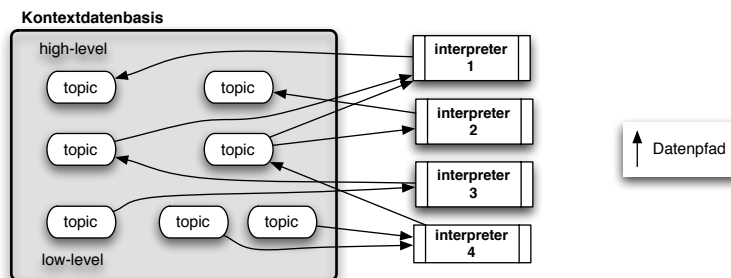 Kontextdatenbasis
high-level
topic
topic
topic
topic
topic
topic
topic
low-level
interpreter
1
interpreter
2
interpreter
3
interpreter
4
Datenpfad